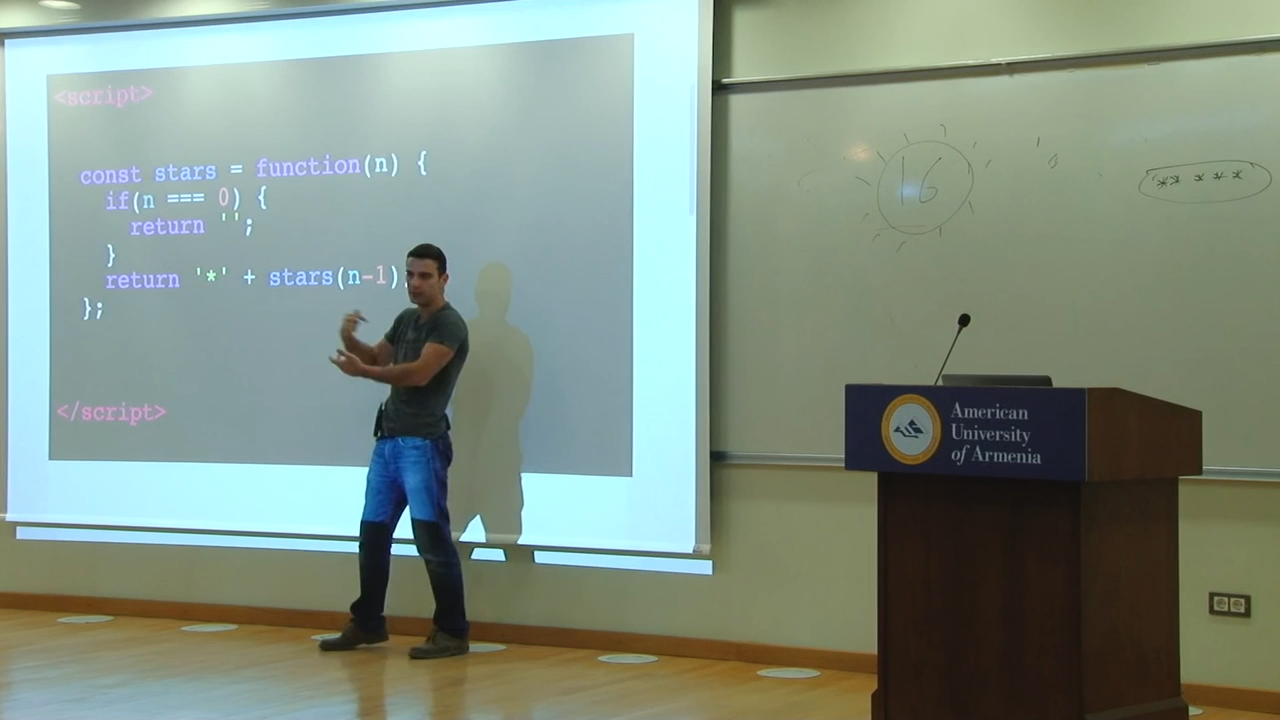 <script>
const stars = function(n) {
if(n === 0) {
return '';
}
return '*' + stars(n-1)
};
</script>
16
'** ***
American
University
of Armenia